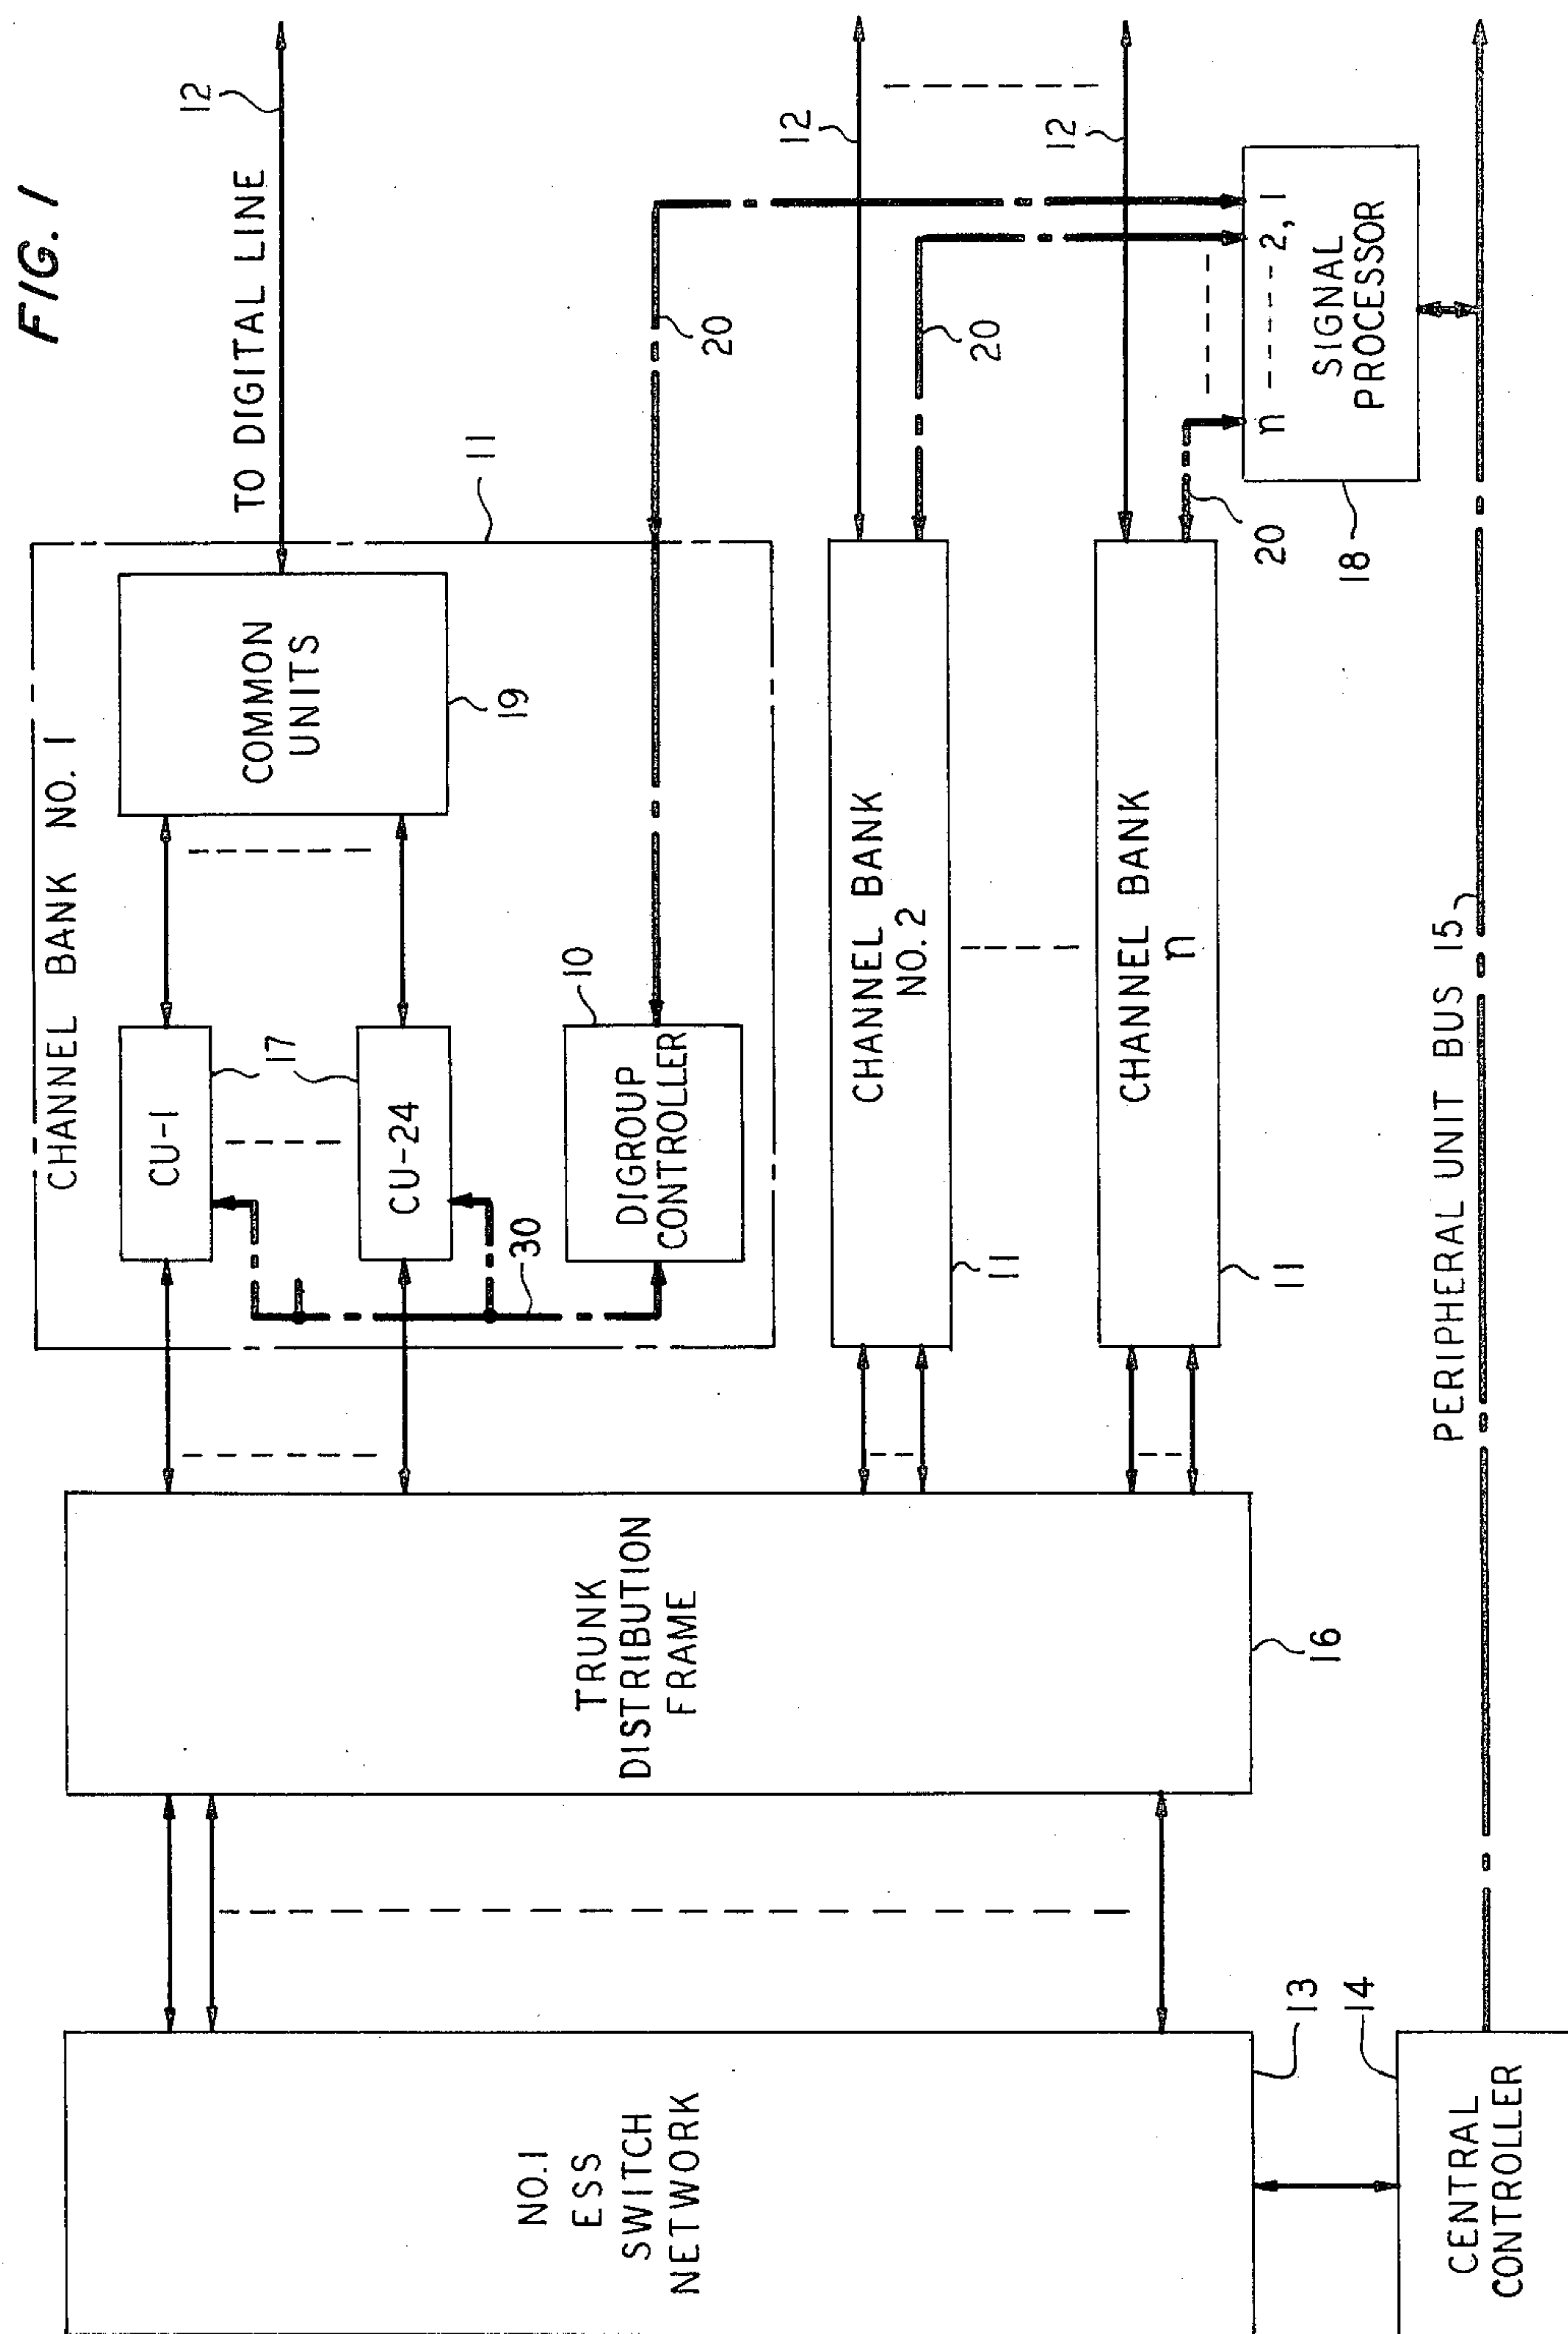 FIG. 1
NO. 1
ESS
SWITCH
NETWORK
13
14
CENTRAL
CONTROLLER
TRUNK
DISTRIBUTION
FRAME
16
CHANNEL BANK NO. 1
11
CU-1
17
CU-24
30
DIGROUP
CONTROLLER
10
COMMON
UNITS
19
TO DIGITAL LINE
12
20
CHANNEL BANK
NO. 2
11
12
20
CHANNEL BANK
n
11
12
20
n ----- 2, 1
SIGNAL
PROCESSOR
18
PERIPHERAL UNIT BUS 15